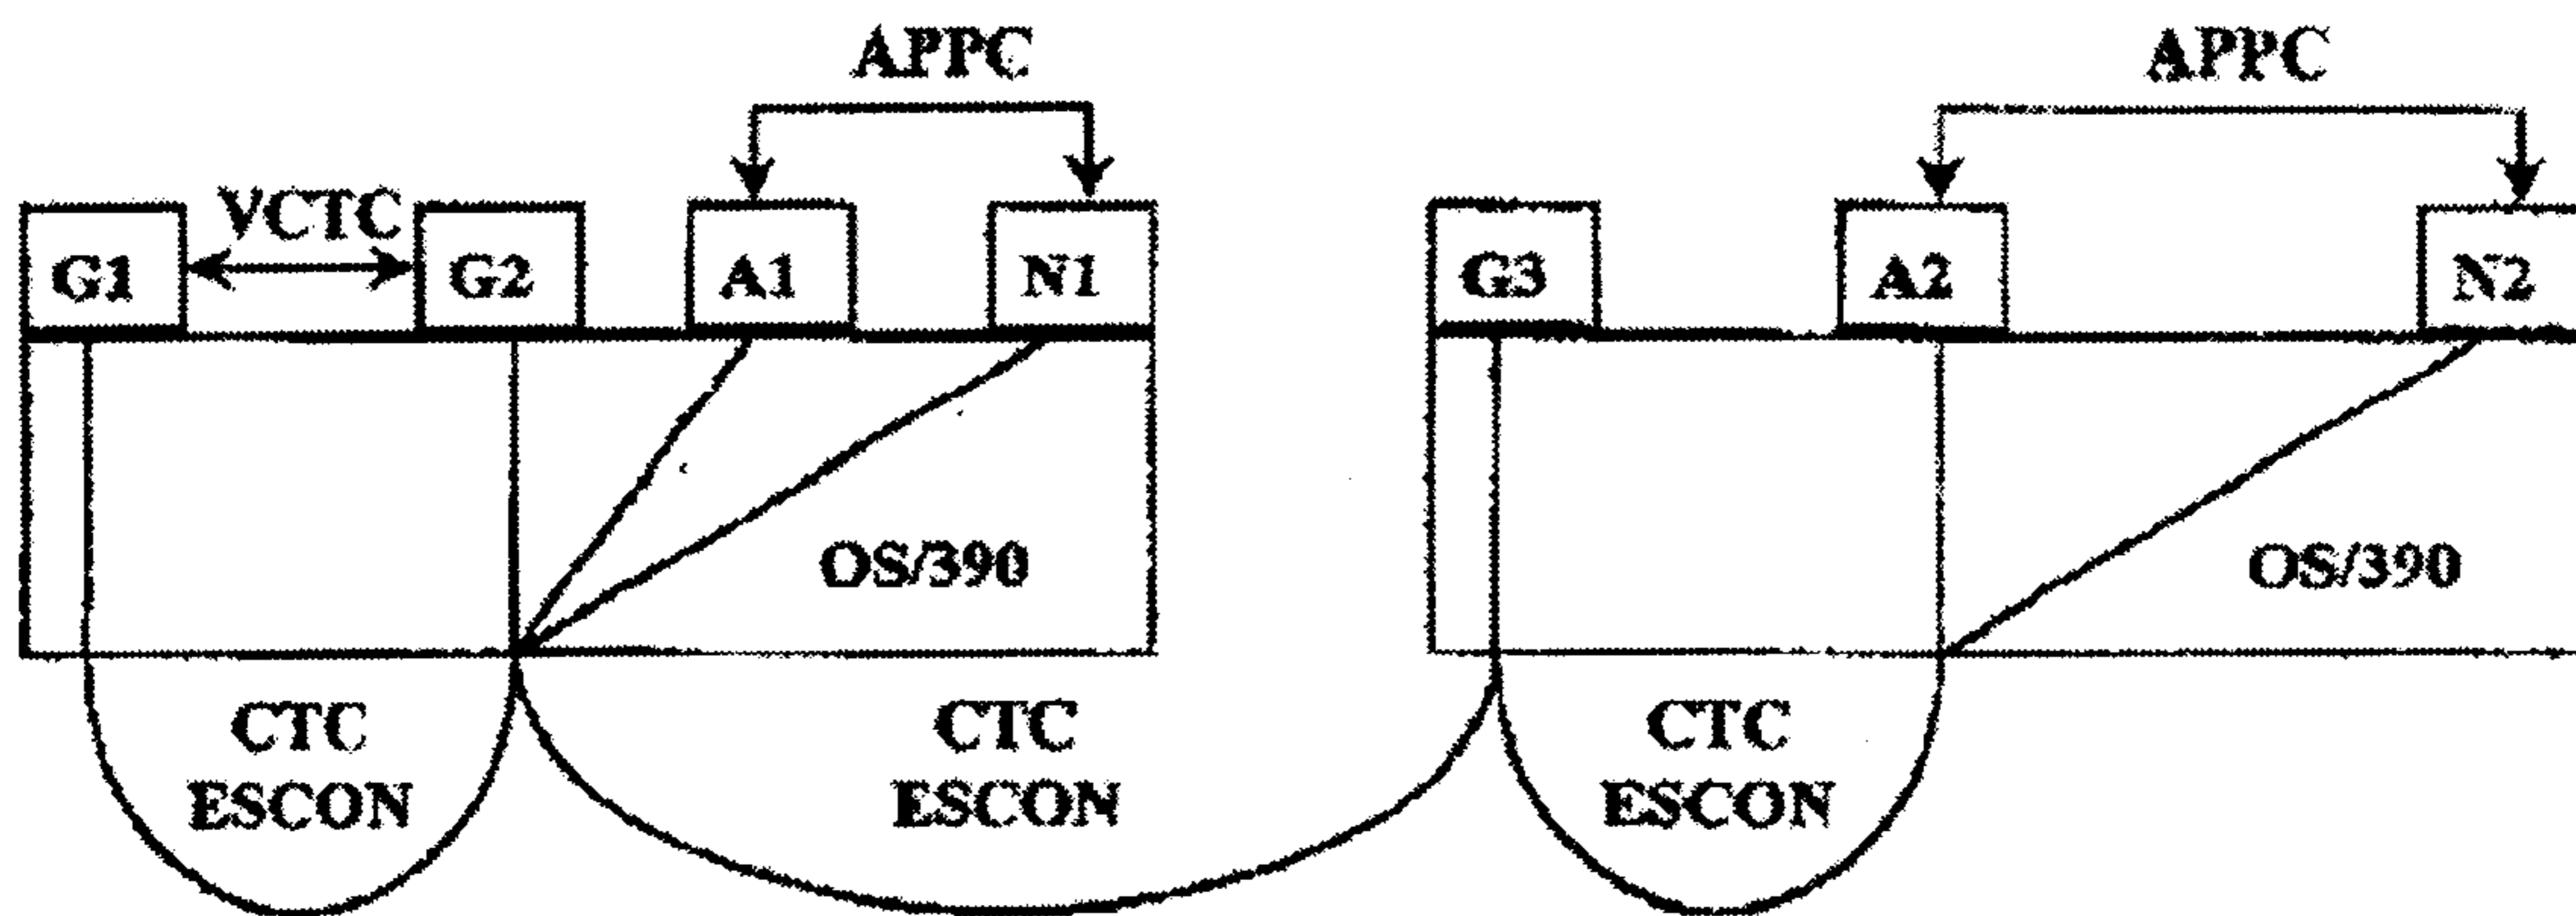 APPC
APPC
VCTC
G1
G2
A1
N1
G3
A2
N2
OS/390
OS/390
CTC
ESCON
CTC
ESCON
CTC
ESCON